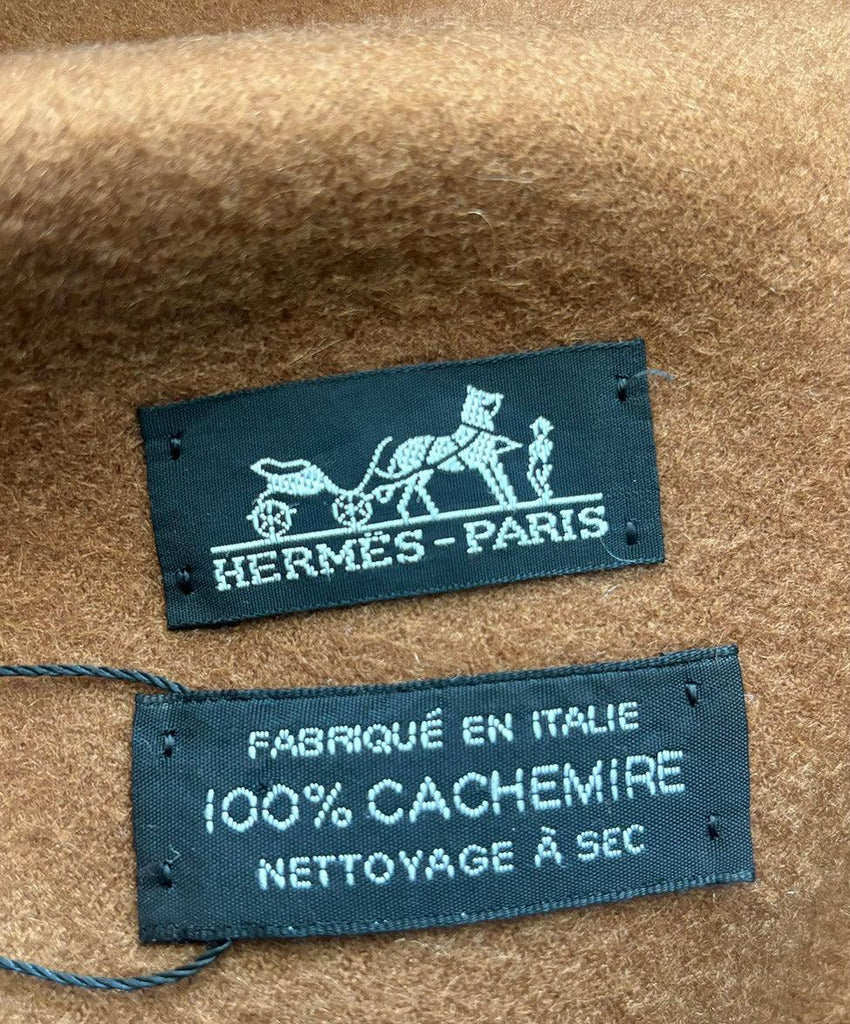 HERMÈS-PARIS
FABRIQUÉ EN ITALIE
100% CACHEMIRE
NETTOYAGE À SEC